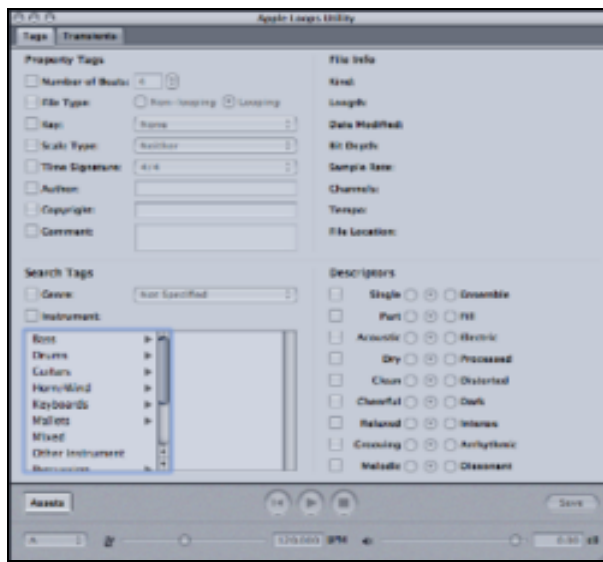 Apple Loops Utility
Tags Transients
Property Tags
Number of Beats: 4
File Type: Non-looping Looping
Key: None
Scale Type: Neither
Time Signature: 4/4
Author:
Copyright:
Comment:
File Info
Kind:
Length:
Date Modified:
Bit Depth:
Sample Rate:
Channels:
Tempo:
File Location:
Search Tags
Genre: Not Specified
Instrument:
Bass
Drums
Guitars
Horn/Wind
Keyboards
Mallets
Mixed
Other Instrument
Percussion
Descriptors
Single Ensemble
Part Fill
Acoustic Electric
Dry Processed
Clean Distorted
Cheerful Dark
Relaxed Intense
Grooving Arrhythmic
Melodic Dissonant
Assets
Save
A 120.000 BPM 0.00 dB